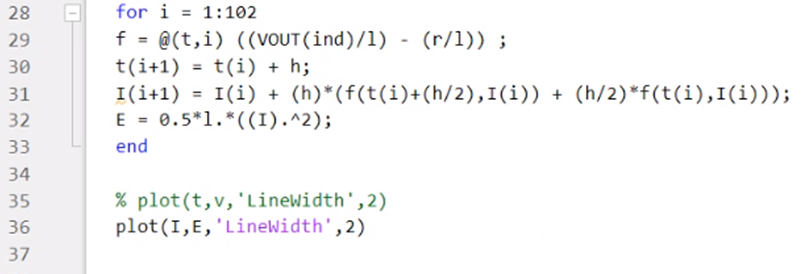 28 for i = 1:102
29 f = @(t,i) ((VOUT(ind)/l) - (r/l)) ;
30 t(i+1) = t(i) + h;
31 I(i+1) = I(i) + (h)*(f(t(i)+(h/2),I(i)) + (h/2)*f(t(i),I(i)));
32 E = 0.5*l.*((I).^2);
33 end
34
35 % plot(t,v,'LineWidth',2)
36 plot(I,E,'LineWidth',2)
37